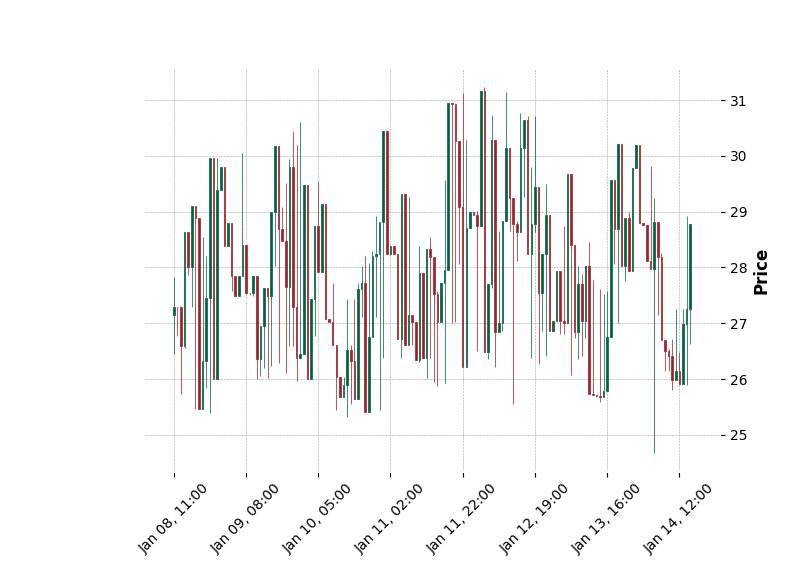 31
30
29
28
27
26
25
Price
Jan 08, 11:00
Jan 09, 08:00
Jan 10, 05:00
Jan 11, 02:00
Jan 11, 22:00
Jan 12, 19:00
Jan 13, 16:00
Jan 14, 12:00